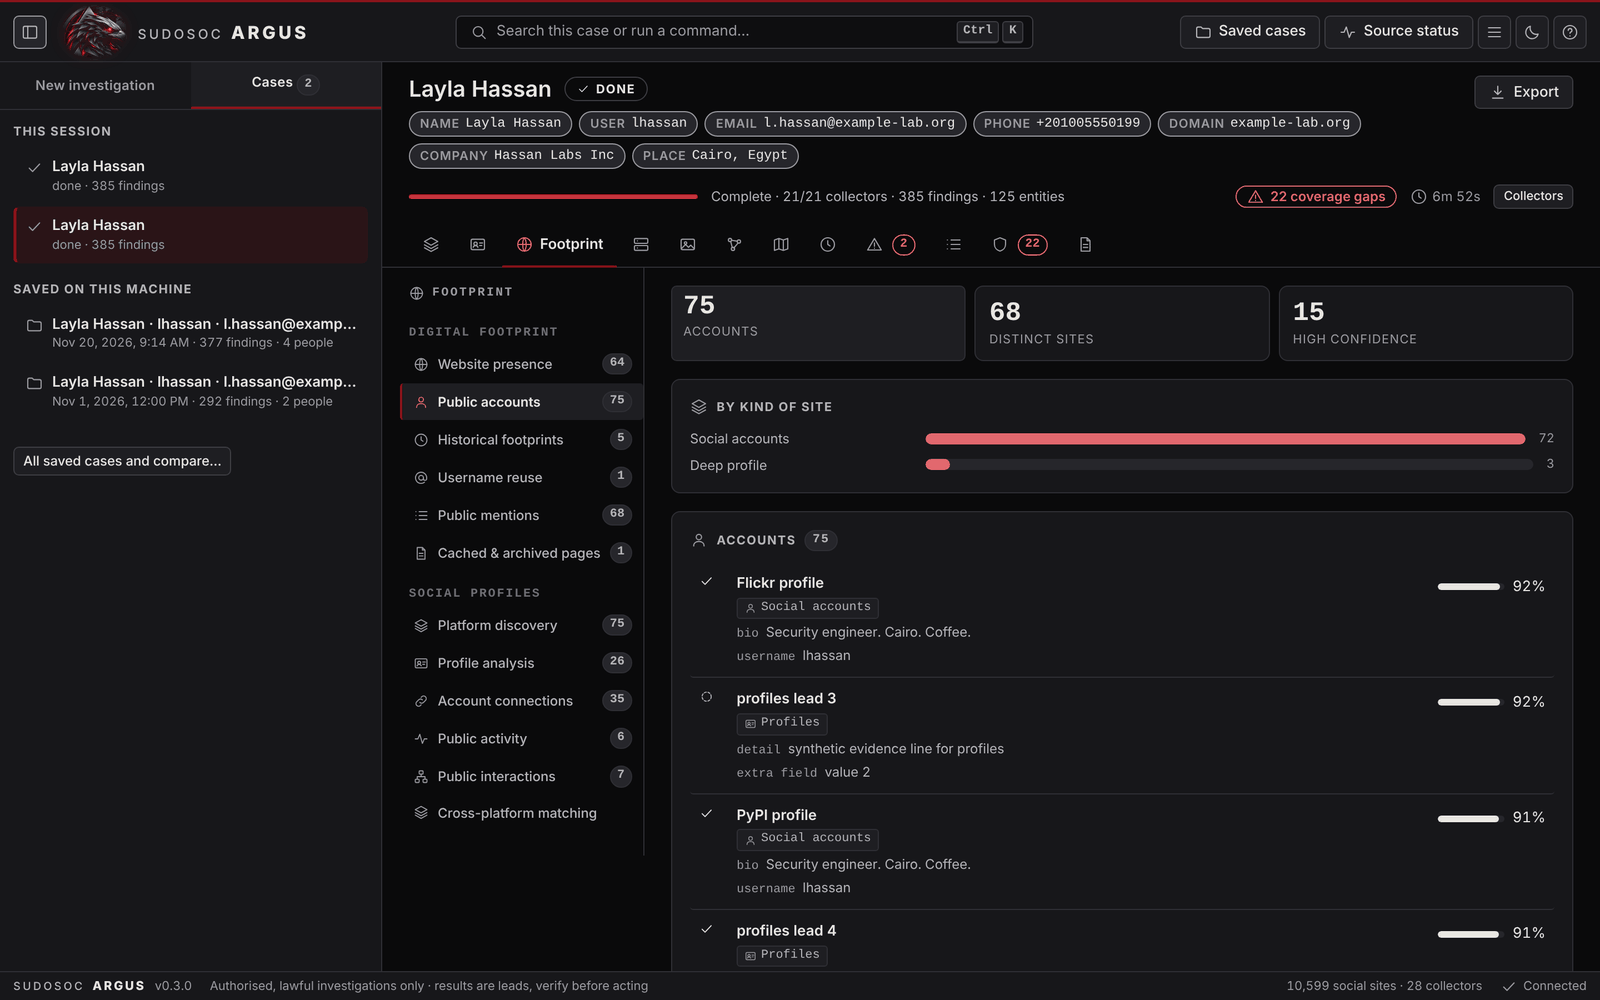 SUDOSOC ARGUS
Search this case or run a command...
Ctrl K
Saved cases
Source status
New investigation
Cases 2
THIS SESSION
Layla Hassan
done · 385 findings
Layla Hassan
done · 385 findings
SAVED ON THIS MACHINE
Layla Hassan · lhassan · l.hassan@examp...
Nov 20, 2026, 9:14 AM · 377 findings · 4 people
Layla Hassan · lhassan · l.hassan@examp...
Nov 1, 2026, 12:00 PM · 292 findings · 2 people
All saved cases and compare...
Layla Hassan
DONE
Export
NAME Layla Hassan
USER lhassan
EMAIL l.hassan@example-lab.org
PHONE +201005550199
DOMAIN example-lab.org
COMPANY Hassan Labs Inc
PLACE Cairo, Egypt
Complete · 21/21 collectors · 385 findings · 125 entities
22 coverage gaps
6m 52s
Collectors
Footprint
2
22
FOOTPRINT
DIGITAL FOOTPRINT
Website presence 64
Public accounts 75
Historical footprints 5
Username reuse 1
Public mentions 68
Cached & archived pages 1
SOCIAL PROFILES
Platform discovery 75
Profile analysis 26
Account connections 35
Public activity 6
Public interactions 7
Cross-platform matching
75
ACCOUNTS
68
DISTINCT SITES
15
HIGH CONFIDENCE
BY KIND OF SITE
Social accounts 72
Deep profile 3
ACCOUNTS 75
Flickr profile
92%
Social accounts
bio Security engineer. Cairo. Coffee.
username lhassan
profiles lead 3
92%
Profiles
detail synthetic evidence line for profiles
extra field value 2
PyPI profile
91%
Social accounts
bio Security engineer. Cairo. Coffee.
username lhassan
profiles lead 4
91%
Profiles
SUDOSOC ARGUS v0.3.0
Authorised, lawful investigations only · results are leads, verify before acting
10,599 social sites · 28 collectors
Connected